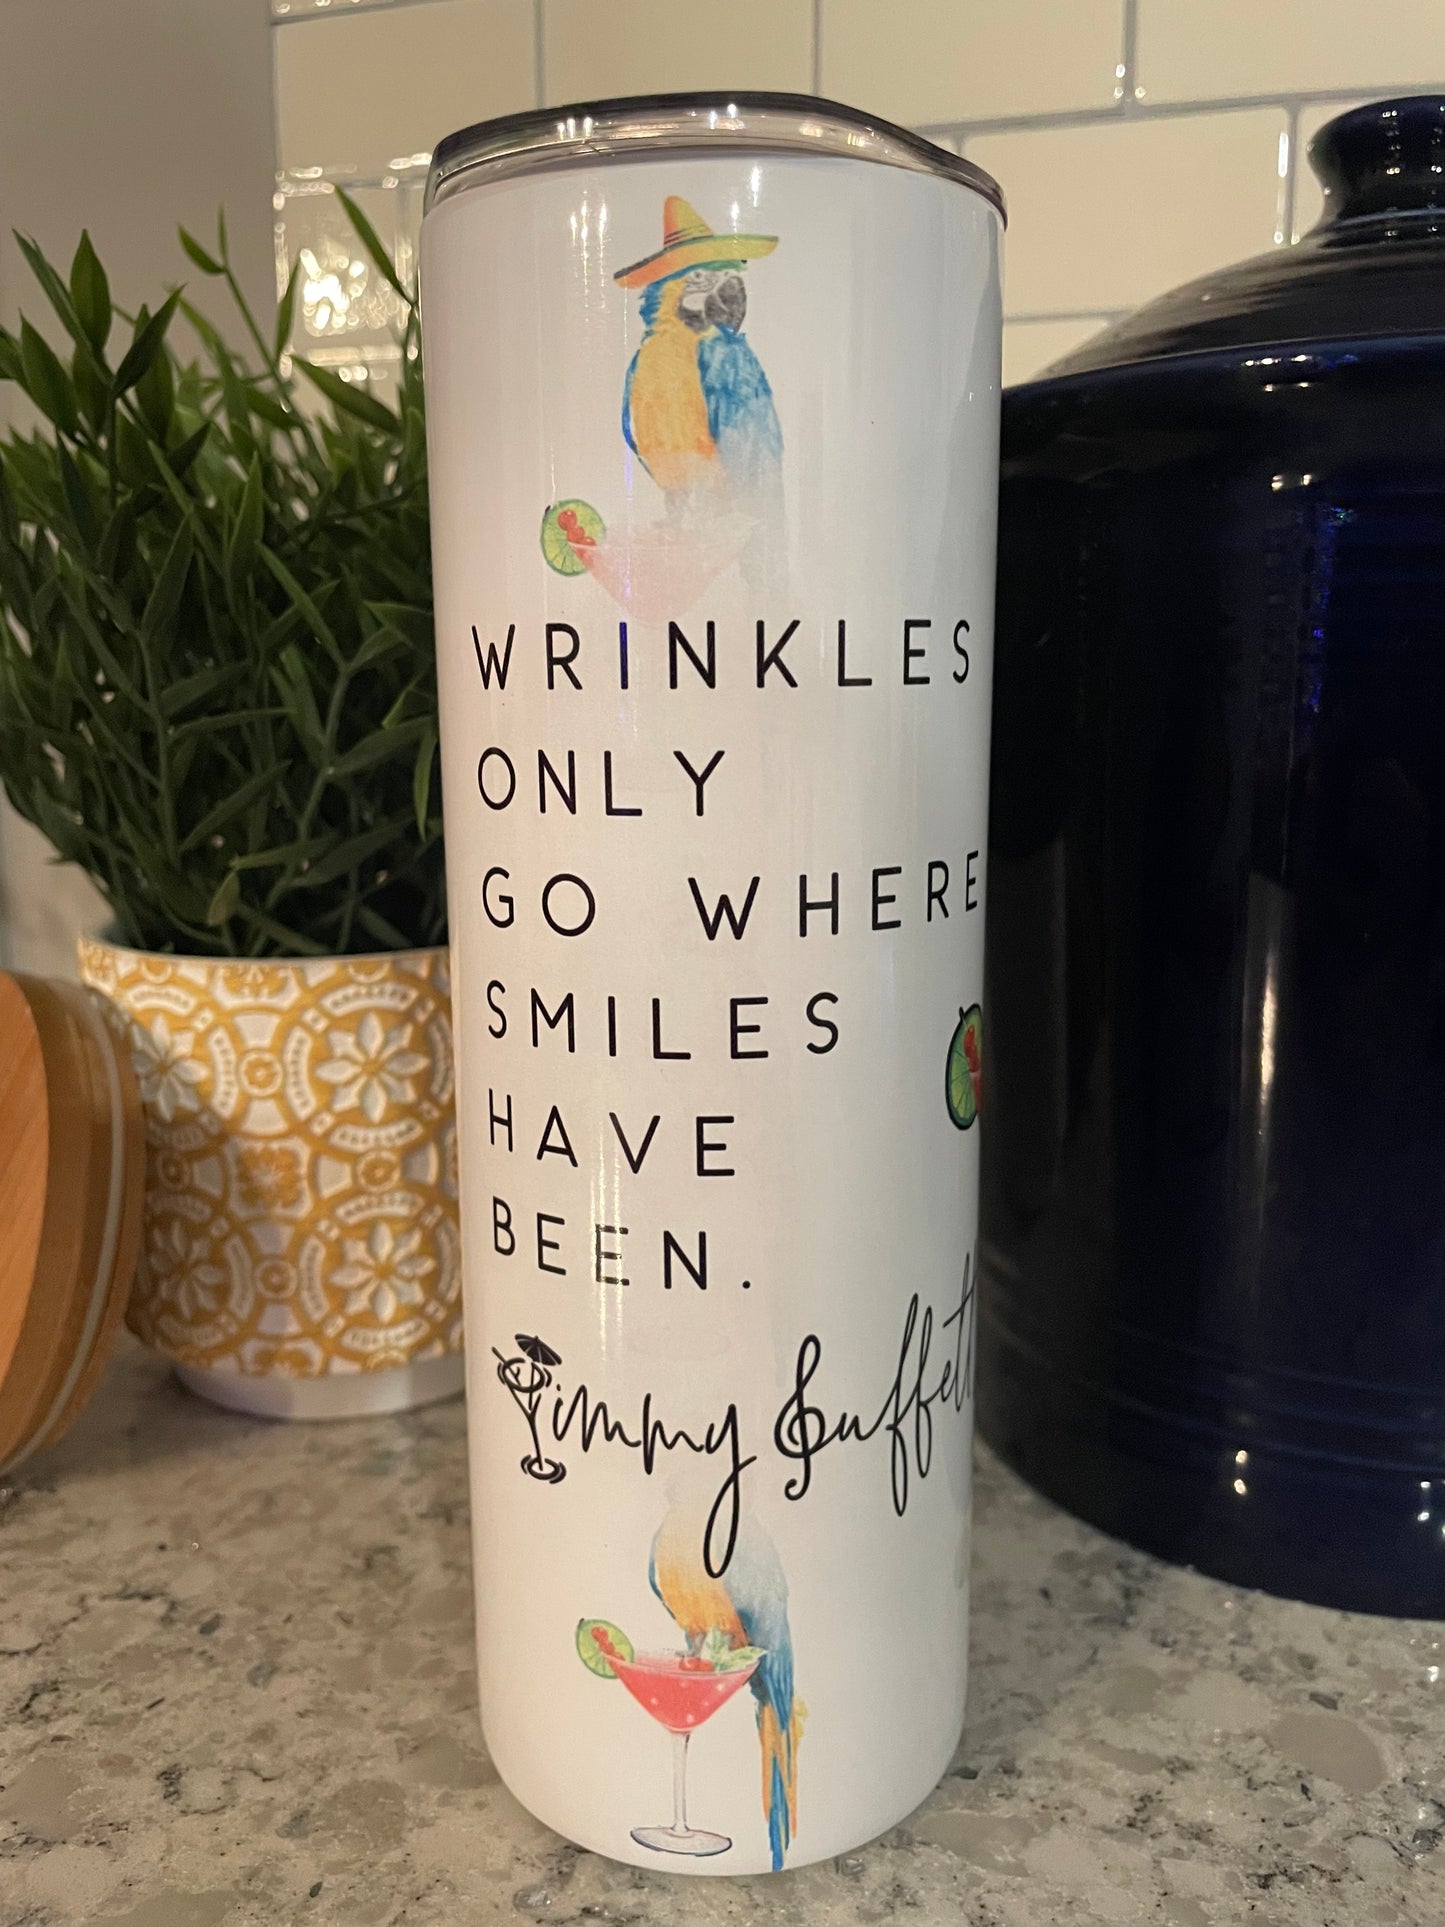 WRINKLES
ONLY
GO WHERE
SMILES
HAVE
BEEN.
Jimmy Buffett